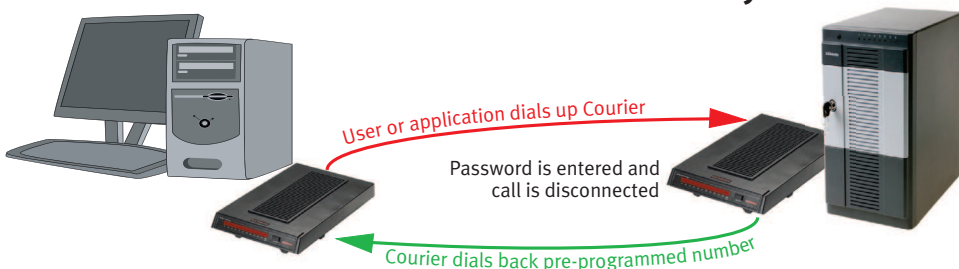 User or application dials up Courier
Password is entered and
call is disconnected
Courier dials back pre-programmed number